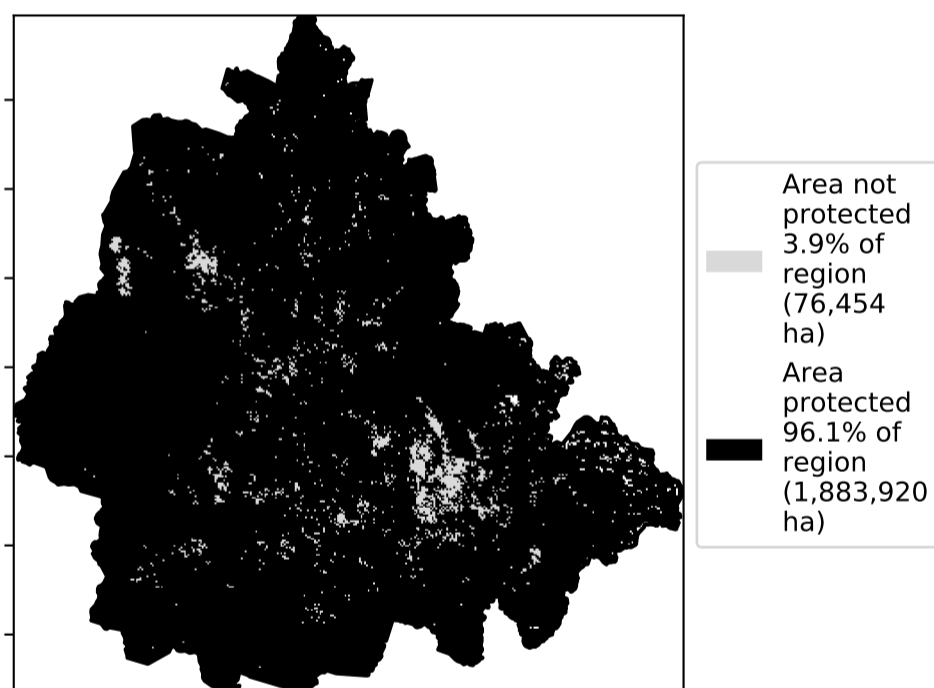 Area not
protected
3.9% of
region
(76,454
ha)
Area
protected
96.1% of
region
(1,883,920
ha)